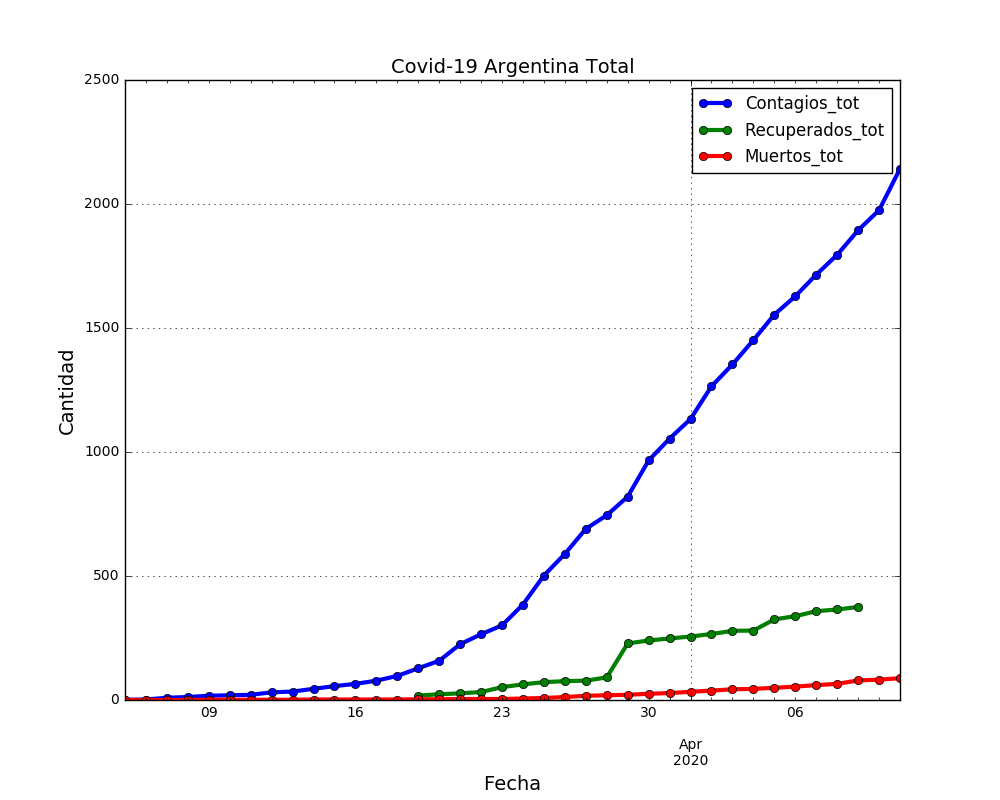 Covid-19 Argentina Total
Contagios_tot
Recuperados_tot
Muertos_tot
2500
2000
1500
1000
500
0
Cantidad
09 16 23 30 06
Apr
2020
Fecha